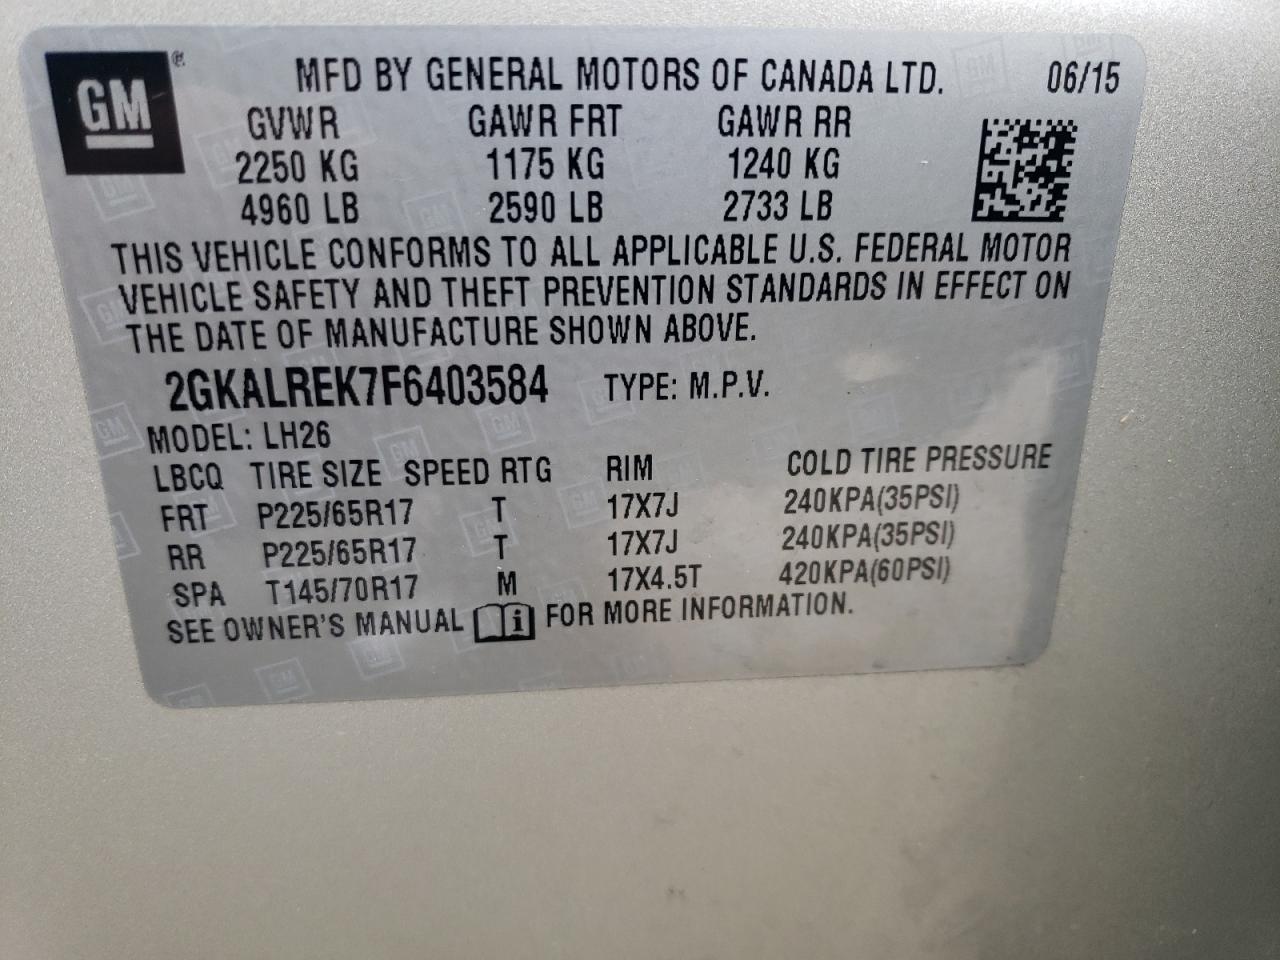 GM®
MFD BY GENERAL MOTORS OF CANADA LTD. 06/15
GVWR GAWR FRT GAWR RR
2250 KG 1175 KG 1240 KG
4960 LB 2590 LB 2733 LB
THIS VEHICLE CONFORMS TO ALL APPLICABLE U.S. FEDERAL MOTOR
VEHICLE SAFETY AND THEFT PREVENTION STANDARDS IN EFFECT ON
THE DATE OF MANUFACTURE SHOWN ABOVE.
2GKALREK7F6403584 TYPE: M.P.V.
MODEL: LH26
LBCQ TIRE SIZE SPEED RTG RIM COLD TIRE PRESSURE
FRT P225/65R17 T 17X7J 240KPA(35PSI)
RR P225/65R17 T 17X7J 240KPA(35PSI)
SPA T145/70R17 M 17X4.5T 420KPA(60PSI)
SEE OWNER'S MANUAL i FOR MORE INFORMATION.